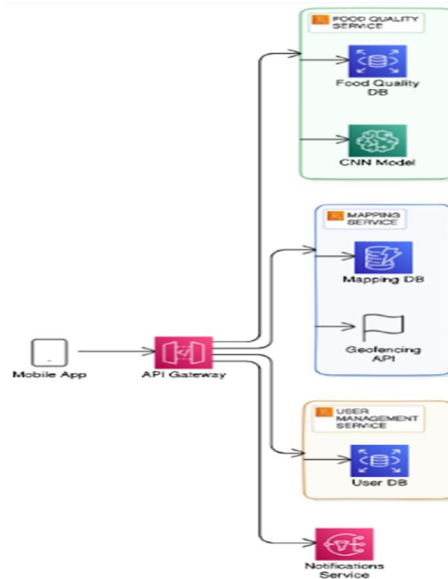 FOOD QUALITY
SERVICE
Food Quality
DB
CNN Model
MAPPING
SERVICE
Mapping DB
Geofencing
API
Mobile App
API Gateway
USER
MANAGEMENT
SERVICE
User DB
Notifications
Service